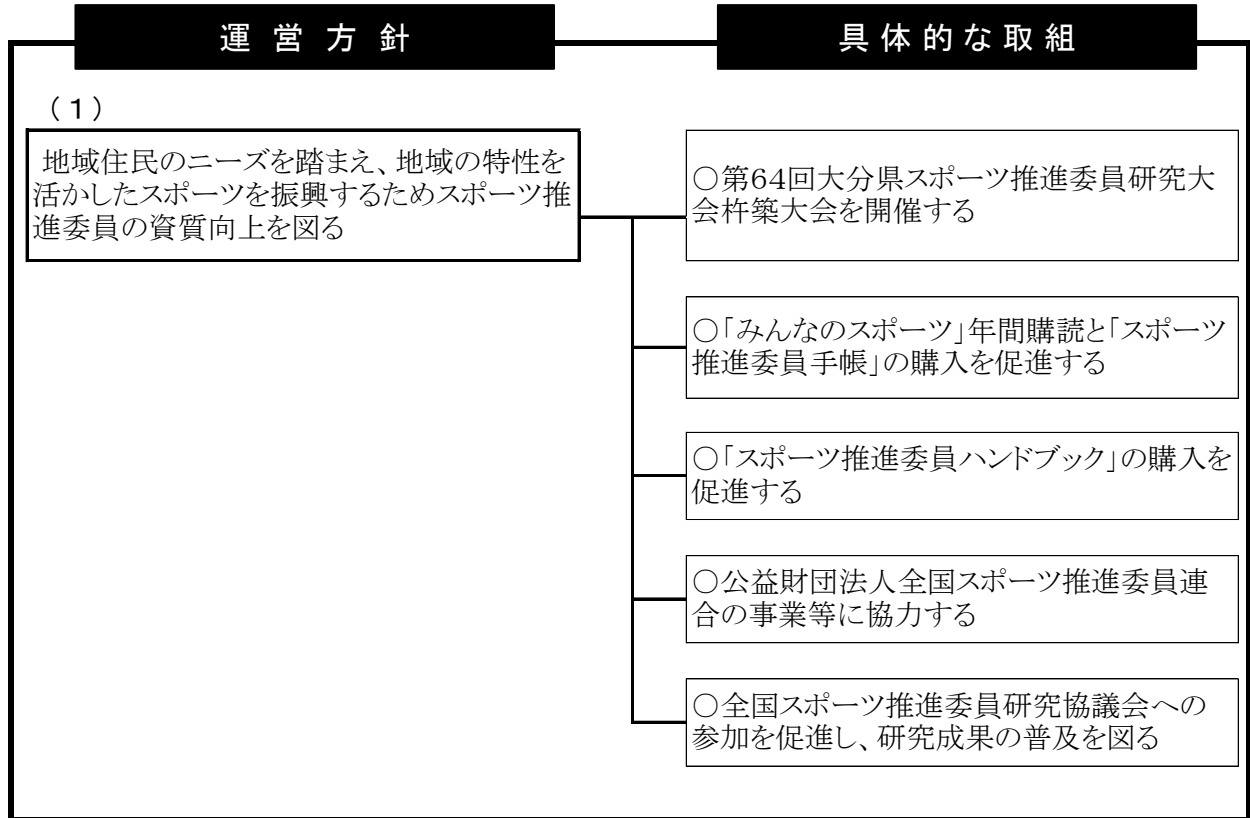 運営方針
具体的な取組
(1)
地域住民のニーズを踏まえ、地域の特性を
活かしたスポーツを振興するためスポーツ推
進委員の資質向上を図る
○第64回大分県スポーツ推進委員研究大
会杵築大会を開催する
○「みんなのスポーツ」年間購読と「スポーツ
推進委員手帳」の購入を促進する
○「スポーツ推進委員ハンドブック」の購入を
促進する
○公益財団法人全国スポーツ推進委員連
合の事業等に協力する
○全国スポーツ推進委員研究協議会への
参加を促進し、研究成果の普及を図る